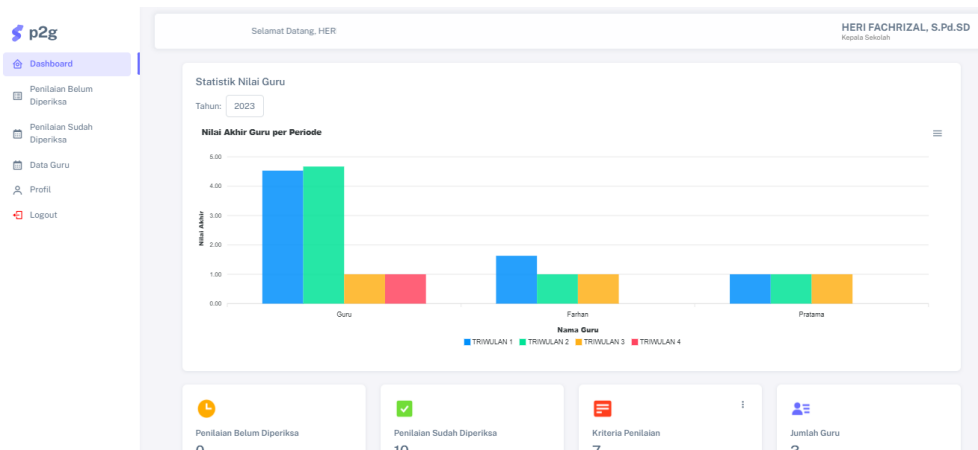 p2g
Selamat Datang, HER
HERI FACHRIZAL, S.Pd.SD
Kepala Sekolah
Dashboard
Penilaian Belum
Diperiksa
Penilaian Sudah
Diperiksa
Data Guru
Profil
Logout
Statistik Nilai Guru
Tahun: 2023
Nilai Akhir Guru per Periode
5.00
4.00
3.00
2.00
1.00
0.00
Nilai Akhir
Guru
Farhan
Pratama
Nama Guru
TRIWULAN 1 TRIWULAN 2 TRIWULAN 3 TRIWULAN 4
Penilaian Belum Diperiksa
Penilaian Sudah Diperiksa
Kriteria Penilaian
Jumlah Guru